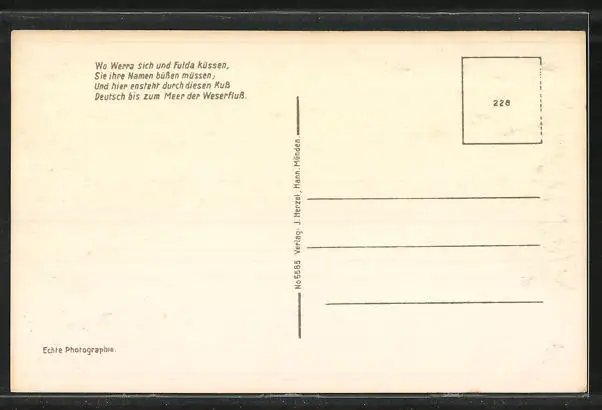 Wo Werra sich und Fulda küssen,
Sie ihre Namen büßen müssen;
Und hier ensteht durch diesen Kuß
Deutsch bis zum Meer der Weserfluß.
228
No 5585 Verlag: J. Herzel, Hann. Münden.
Echte Photographie.